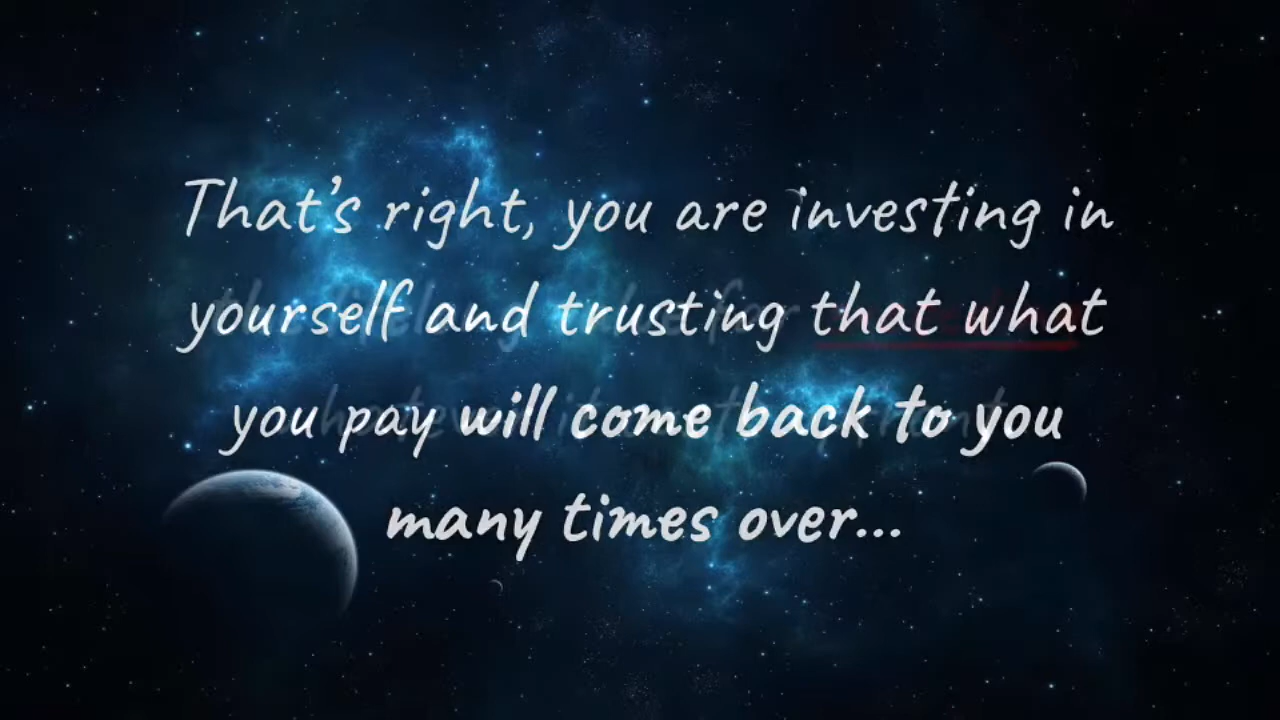 That’s right, you are investing in
yourself and trusting that what
you pay will come back to you
many times over...